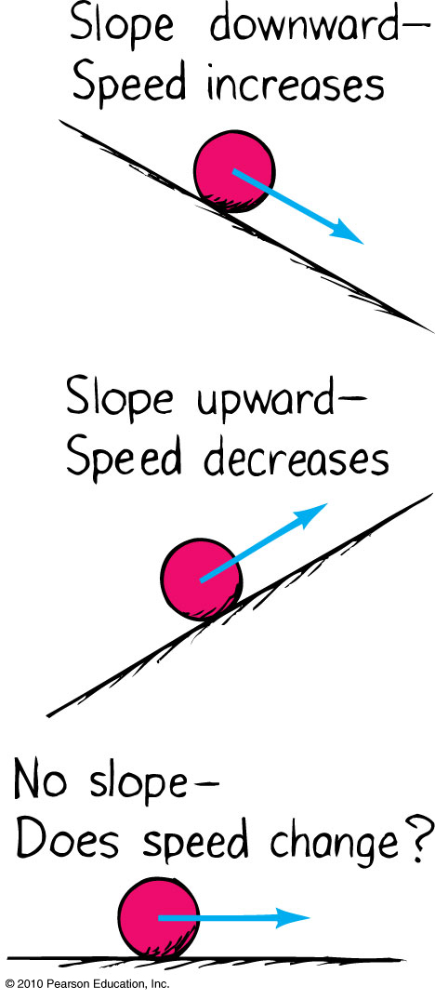 Slope downward—
Speed increases
Slope upward—
Speed decreases
No slope—
Does speed change?
© 2010 Pearson Education, Inc.